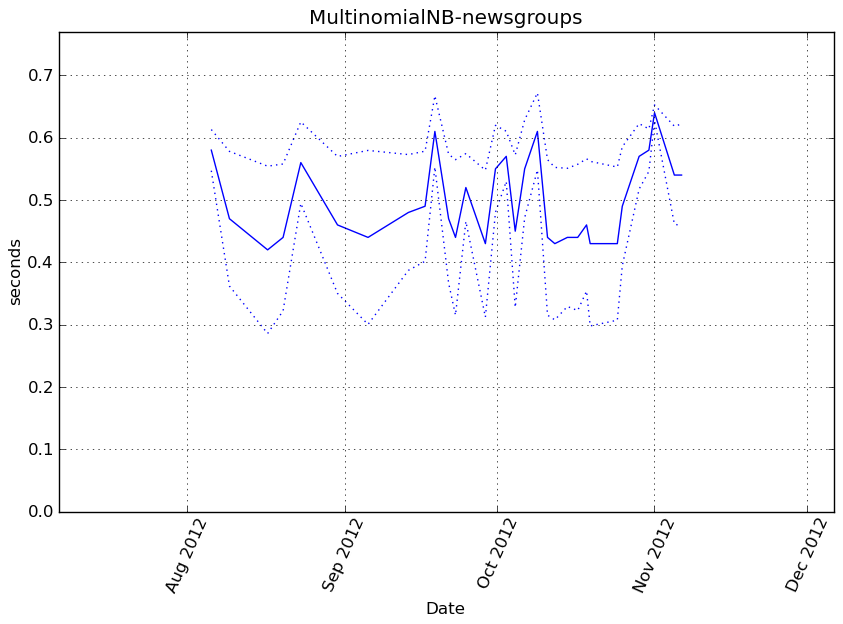 MultinomialNB-newsgroups
0.7
0.6
0.5
0.4
0.3
0.2
0.1
0.0
seconds
Aug 2012
Sep 2012
Oct 2012
Nov 2012
Dec 2012
Date